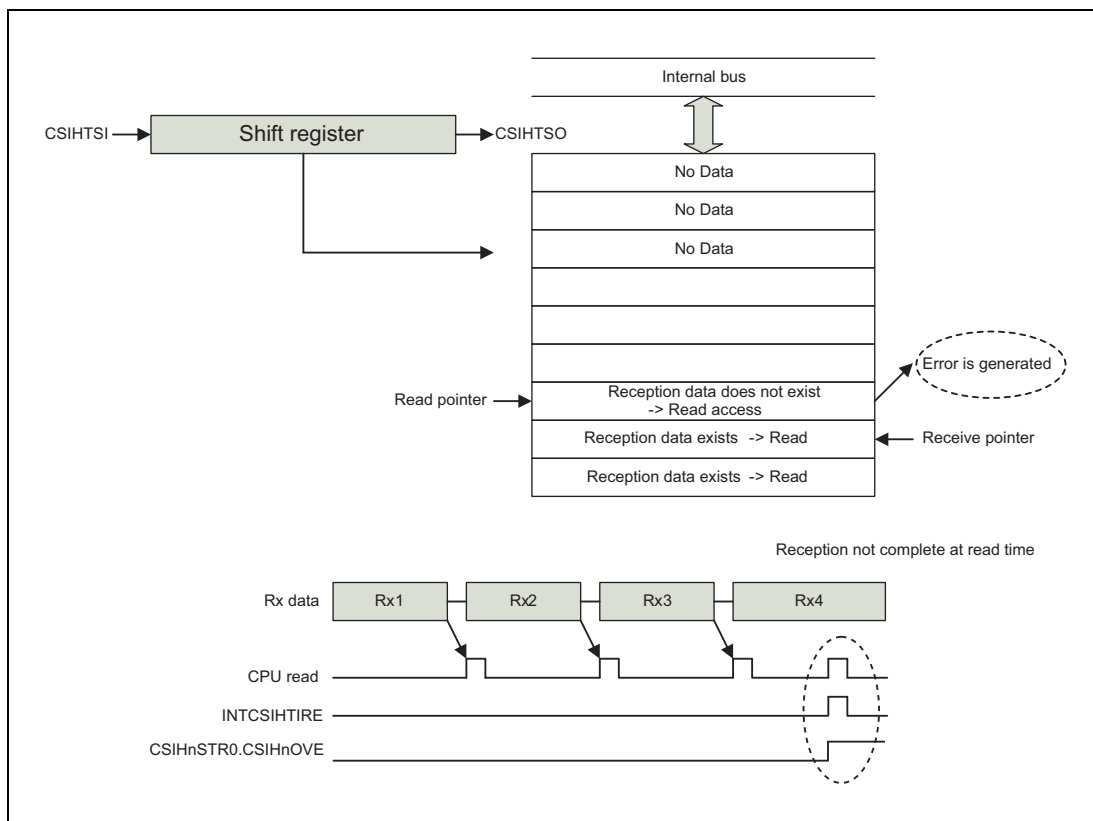 Internal bus
CSIHTSI
Shift register
CSIHTSO
No Data
No Data
No Data
Error is generated
Read pointer
Reception data does not exist
-> Read access
Reception data exists -> Read
Receive pointer
Reception data exists -> Read
Reception not complete at read time
Rx data
Rx1
Rx2
Rx3
Rx4
CPU read
INTCSIHTIRE
CSIHnSTR0.CSIHnOVE